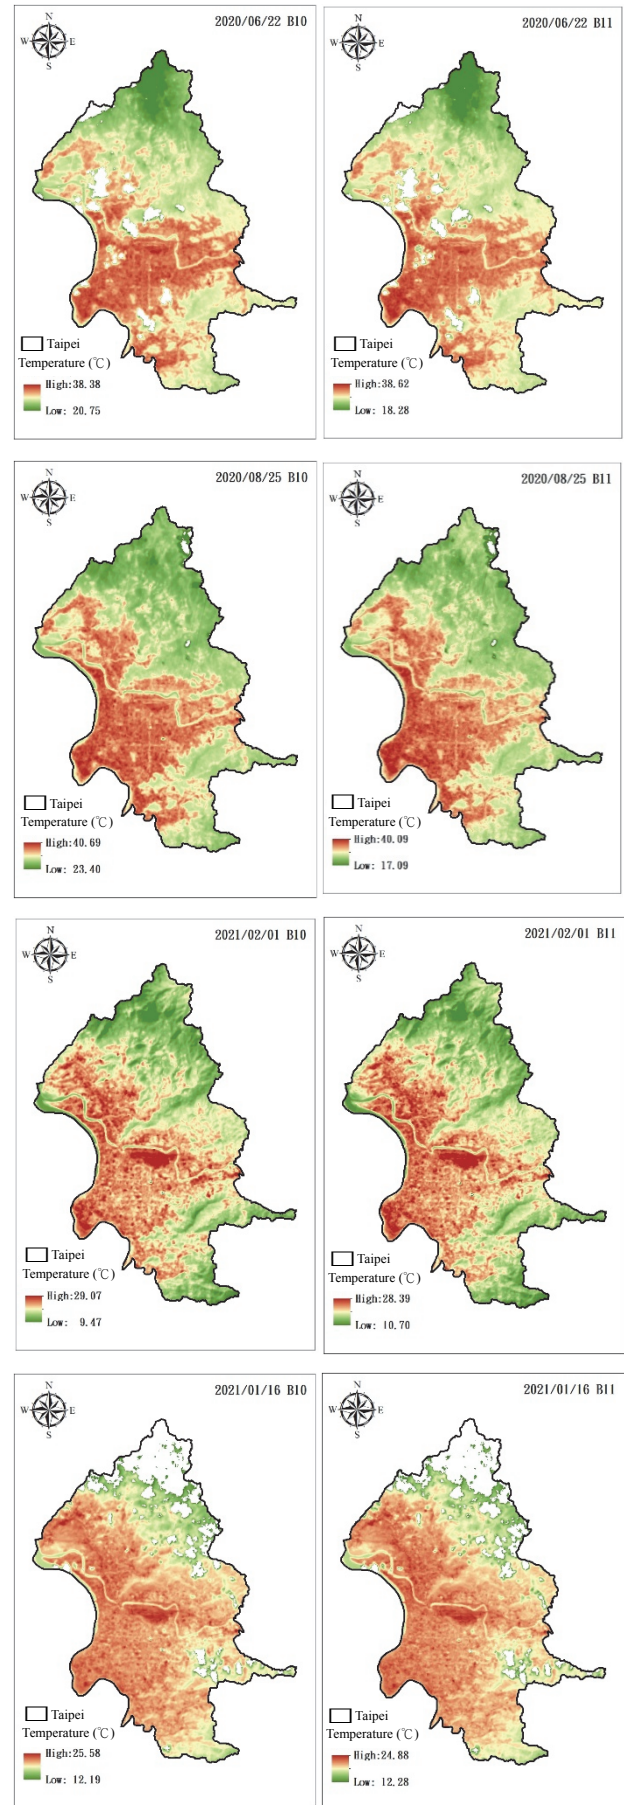 2020/06/22 B10
N
W E
S
Taipei
Temperature (℃)
High:38.38
Low: 20.75
2020/06/22 B11
N
W E
S
Taipei
Temperature (℃)
High:38.62
Low: 18.28
2020/08/25 B10
N
W E
S
Taipei
Temperature (℃)
High:40.69
Low: 23.40
2020/08/25 B11
N
W E
S
Taipei
Temperature (℃)
High:40.09
Low: 17.09
2021/02/01 B10
N
W E
S
Taipei
Temperature (℃)
High:29.07
Low: 9.47
2021/02/01 B11
N
W E
S
Taipei
Temperature (℃)
High:28.39
Low: 10.70
2021/01/16 B10
N
W E
S
Taipei
Temperature (℃)
High:25.58
Low: 12.19
2021/01/16 B11
N
W E
S
Taipei
Temperature (℃)
High:24.88
Low: 12.28